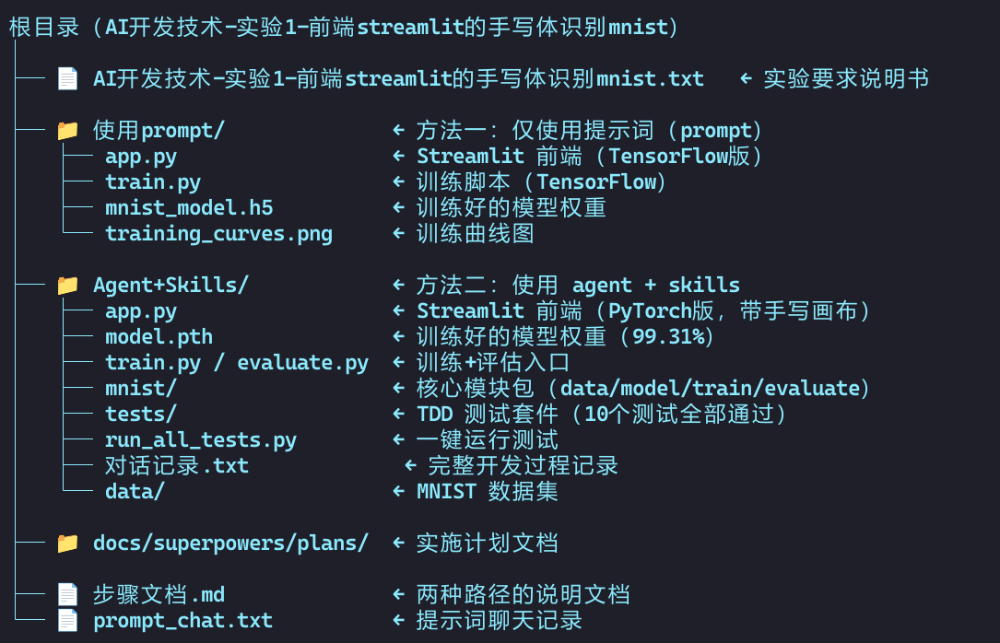 根目录（AI开发技术-实验1-前端streamlit的手写体识别mnist）
AI开发技术-实验1-前端streamlit的手写体识别mnist.txt ← 实验要求说明书
使用prompt/ ← 方法一：仅使用提示词（prompt）
app.py ← Streamlit 前端（TensorFlow版）
train.py ← 训练脚本（TensorFlow）
mnist_model.h5 ← 训练好的模型权重
training_curves.png ← 训练曲线图
Agent+Skills/ ← 方法二：使用 agent + skills
app.py ← Streamlit 前端（PyTorch版，带手写画布）
model.pth ← 训练好的模型权重（99.31%）
train.py / evaluate.py ← 训练+评估入口
mnist/ ← 核心模块包（data/model/train/evaluate）
tests/ ← TDD 测试套件（10个测试全部通过）
run_all_tests.py ← 一键运行测试
对话记录.txt ← 完整开发过程记录
data/ ← MNIST 数据集
docs/superpowers/plans/ ← 实施计划文档
步骤文档.md ← 两种路径的说明文档
prompt_chat.txt ← 提示词聊天记录